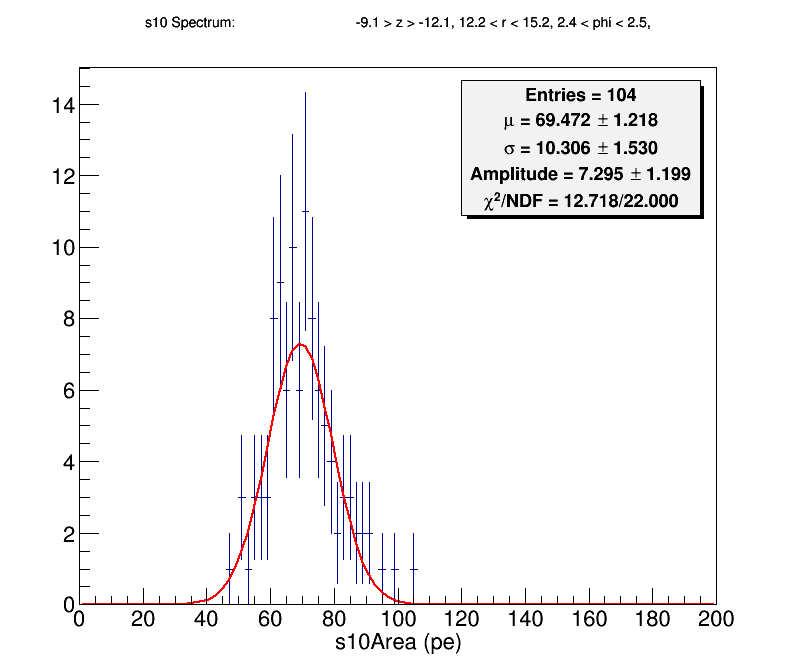 s10 Spectrum: -9.1 > z > -12.1, 12.2 < r < 15.2, 2.4 < phi < 2.5,
Entries = 104
μ = 69.472 ± 1.218
σ = 10.306 ± 1.530
Amplitude = 7.295 ± 1.199
χ²/NDF = 12.718/22.000
14
12
10
8
6
4
2
0
0 20 40 60 80 100 120 140 160 180 200
s10Area (pe)